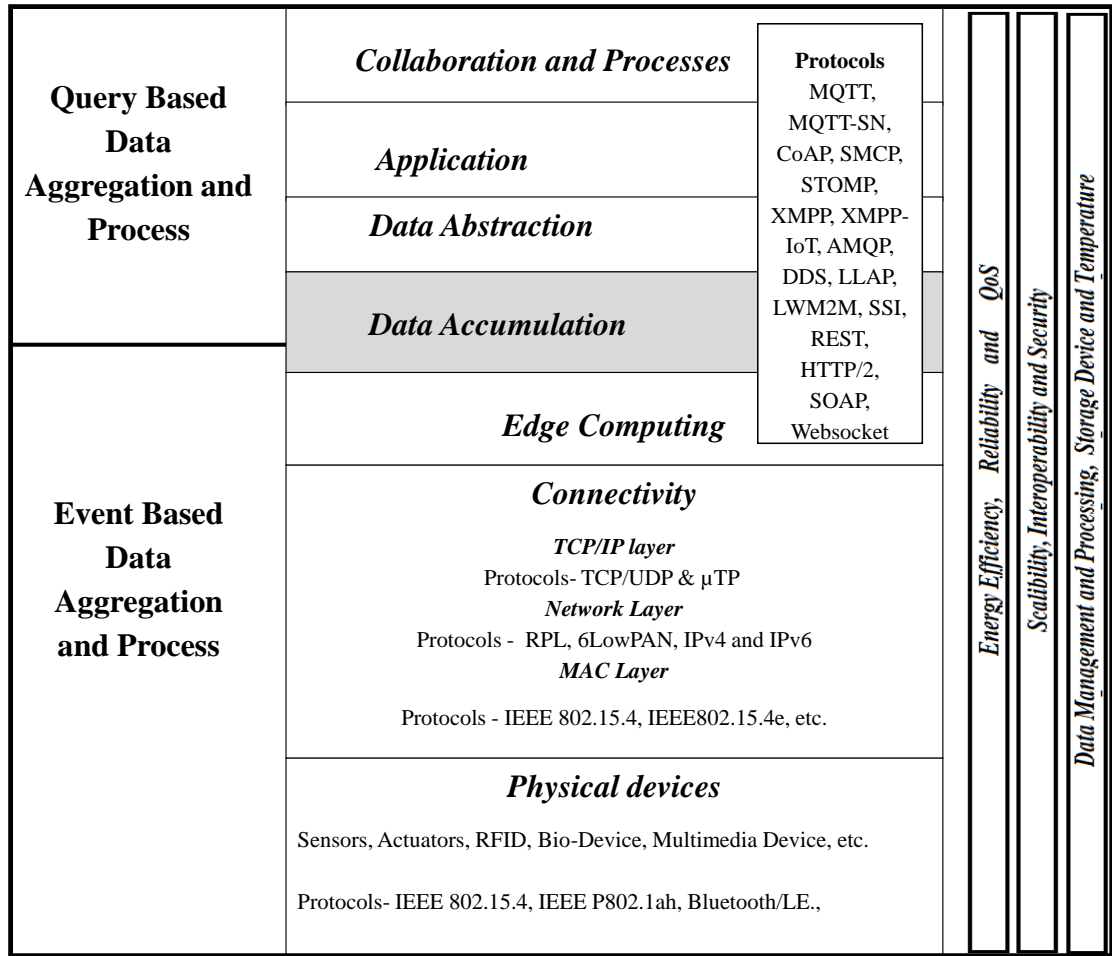 Query Based
Data
Aggregation and
Process
Event Based
Data
Aggregation
and Process
Collaboration and Processes
Application
Data Abstraction
Data Accumulation
Edge Computing
Protocols
MQTT,
MQTT-SN,
CoAP, SMCP,
STOMP,
XMPP, XMPP-
IoT, AMQP,
DDS, LLAP,
LWM2M, SSI,
REST,
HTTP/2,
SOAP,
Websocket
Connectivity
TCP/IP layer
Protocols- TCP/UDP & µTP
Network Layer
Protocols - RPL, 6LowPAN, IPv4 and IPv6
MAC Layer
Protocols - IEEE 802.15.4, IEEE802.15.4e, etc.
Physical devices
Sensors, Actuators, RFID, Bio-Device, Multimedia Device, etc.
Protocols- IEEE 802.15.4, IEEE P802.1ah, Bluetooth/LE.,
Energy Efficiency, Reliability and QoS
Scalibility, Interoperability and Security
Data Management and Processing, Storage Device and Temperature